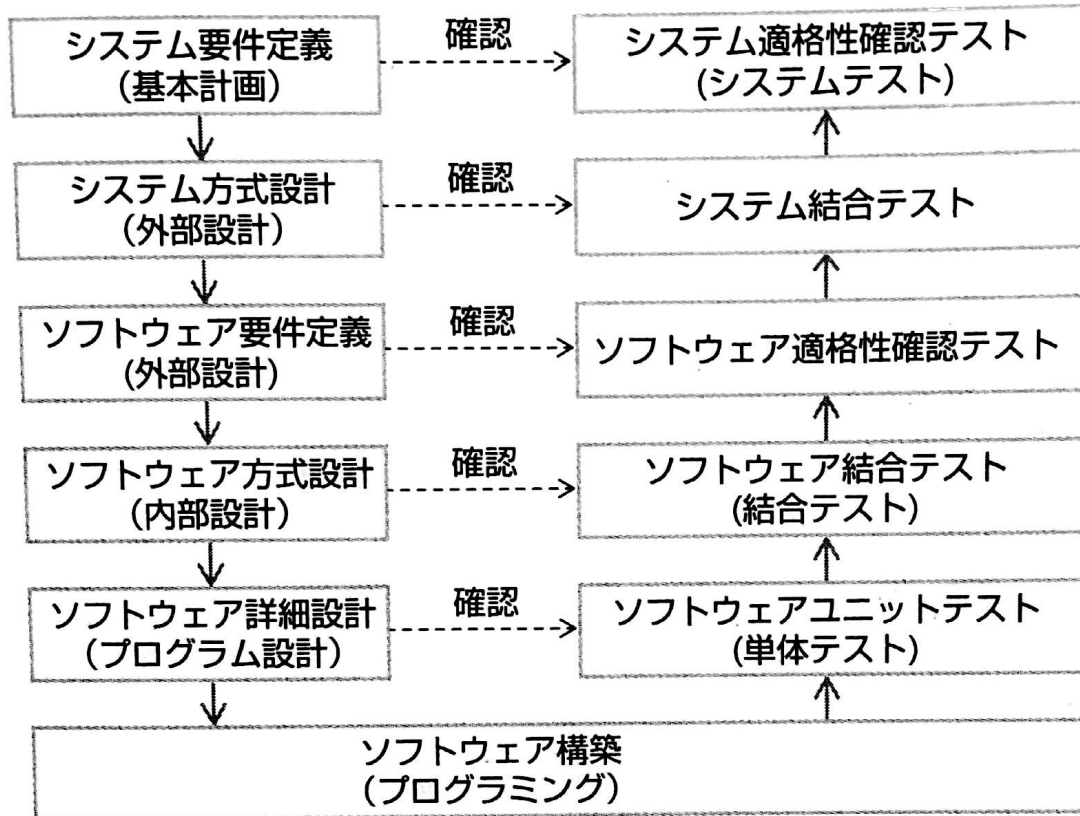 システム要件定義
(基本計画)
確認
システム適格性確認テスト
(システムテスト)
システム方式設計
(外部設計)
確認
システム結合テスト
ソフトウェア要件定義
(外部設計)
確認
ソフトウェア適格性確認テスト
ソフトウェア方式設計
(内部設計)
確認
ソフトウェア結合テスト
(結合テスト)
ソフトウェア詳細設計
(プログラム設計)
確認
ソフトウェアユニットテスト
(単体テスト)
ソフトウェア構築
(プログラミング)